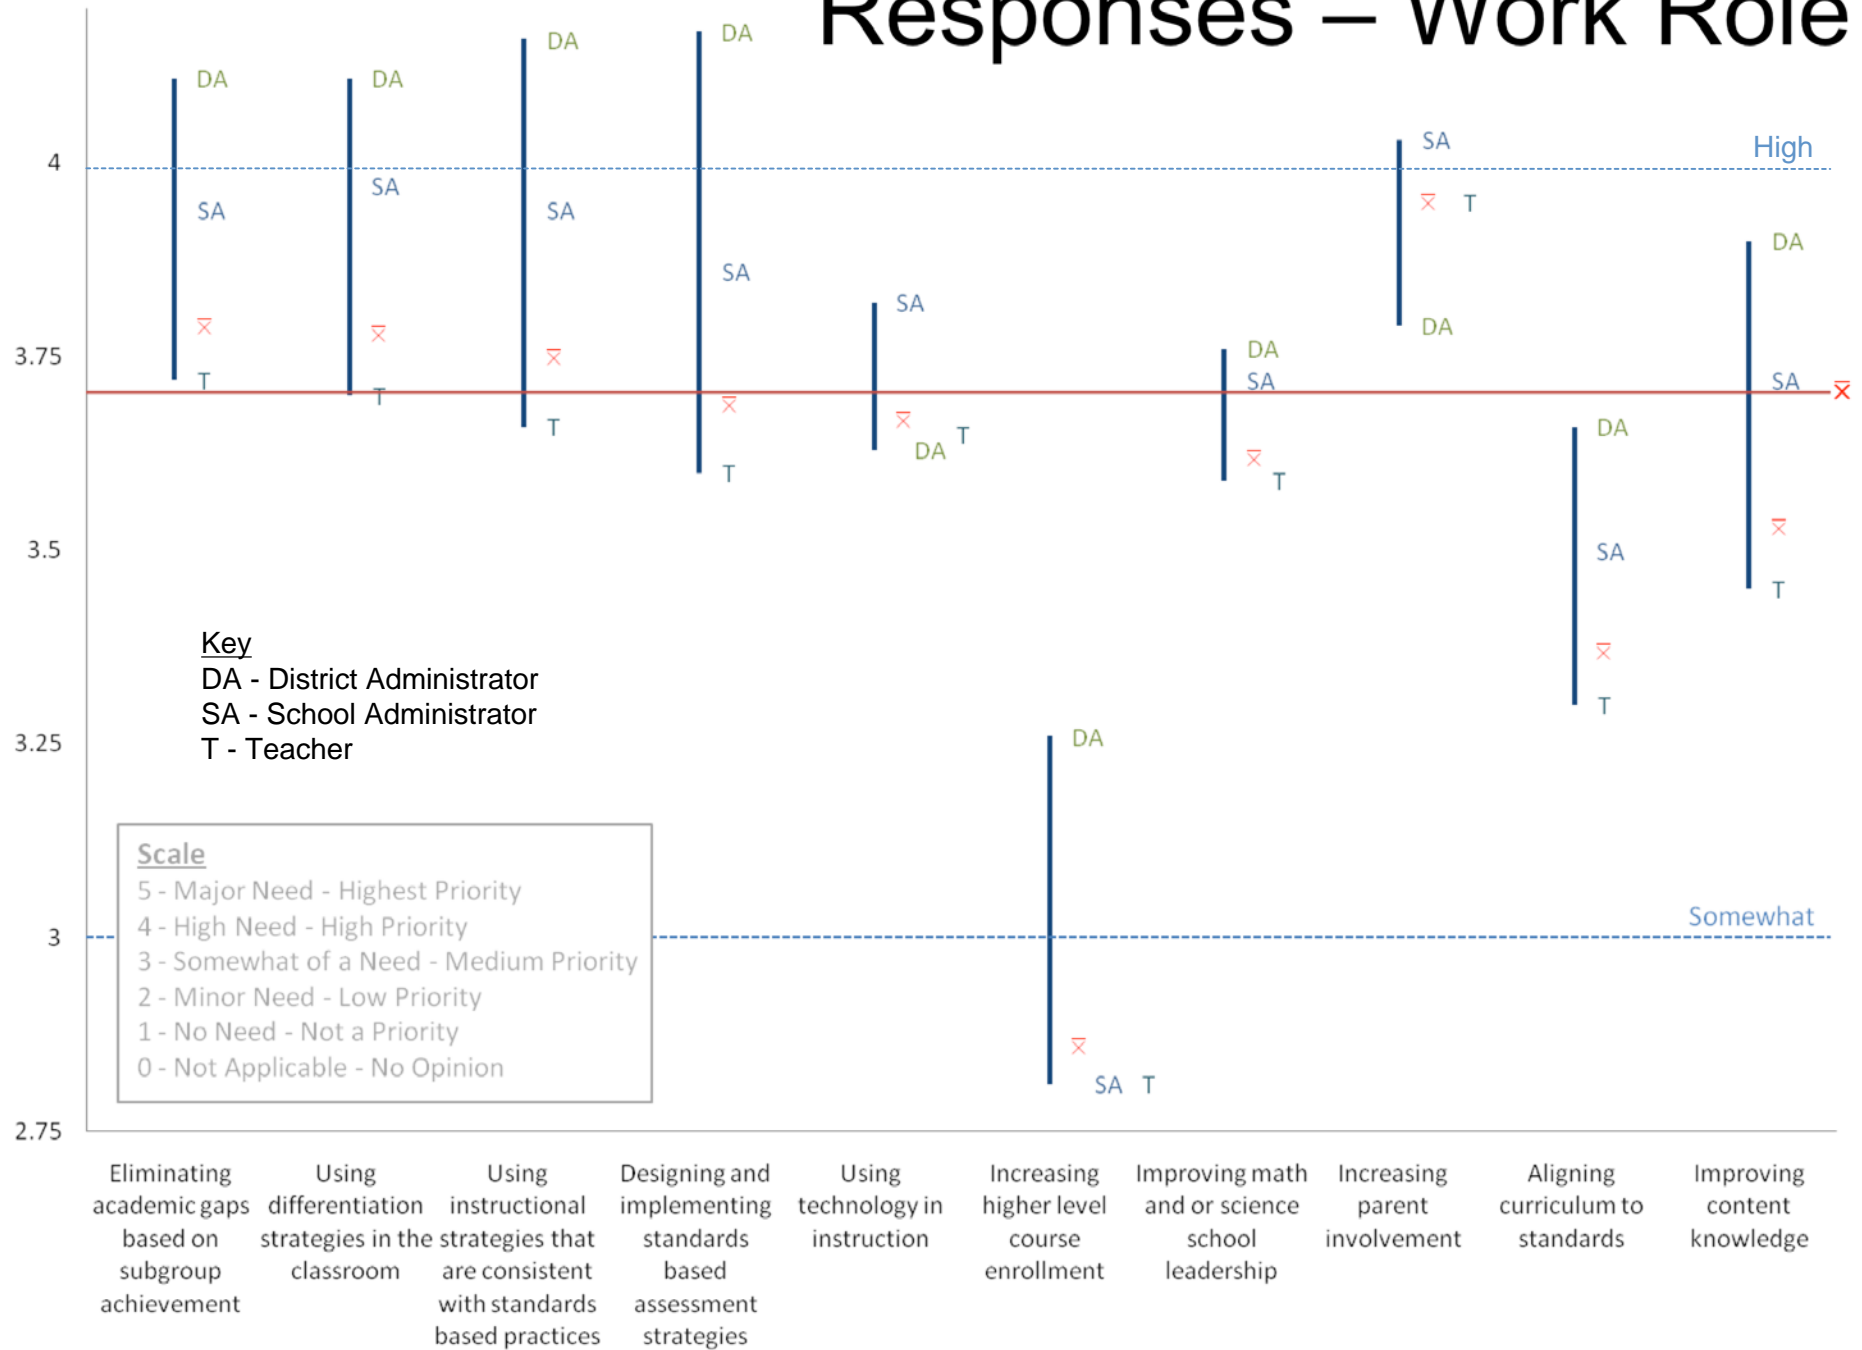 Responses – Work Role
DA
DA
DA
DA
4
SA
High
SA
SA
SA
x̅
T
SA
DA
SA
x̅
x̅
DA
DA
3.75
x̅
T
SA
SA
x̅
T
x̅
x̅
T
DA
T
DA
x̅
T
T
3.5
x̅
SA
T
Key
DA - District Administrator
SA - School Administrator
T - Teacher
x̅
T
3.25
DA
Scale
5 - Major Need - Highest Priority
4 - High Need - High Priority
3 - Somewhat of a Need - Medium Priority
2 - Minor Need - Low Priority
1 - No Need - Not a Priority
0 - Not Applicable - No Opinion
3
Somewhat
x̅
SA T
2.75
Eliminating
academic gaps
based on
subgroup
achievement
Using
differentiation
strategies in the
classroom
Using
instructional
strategies that
are consistent
with standards
based practices
Designing and
implementing
standards
based
assessment
strategies
Using
technology in
instruction
Increasing
higher level
course
enrollment
Improving math
and or science
school
leadership
Increasing
parent
involvement
Aligning
curriculum to
standards
Improving
content
knowledge